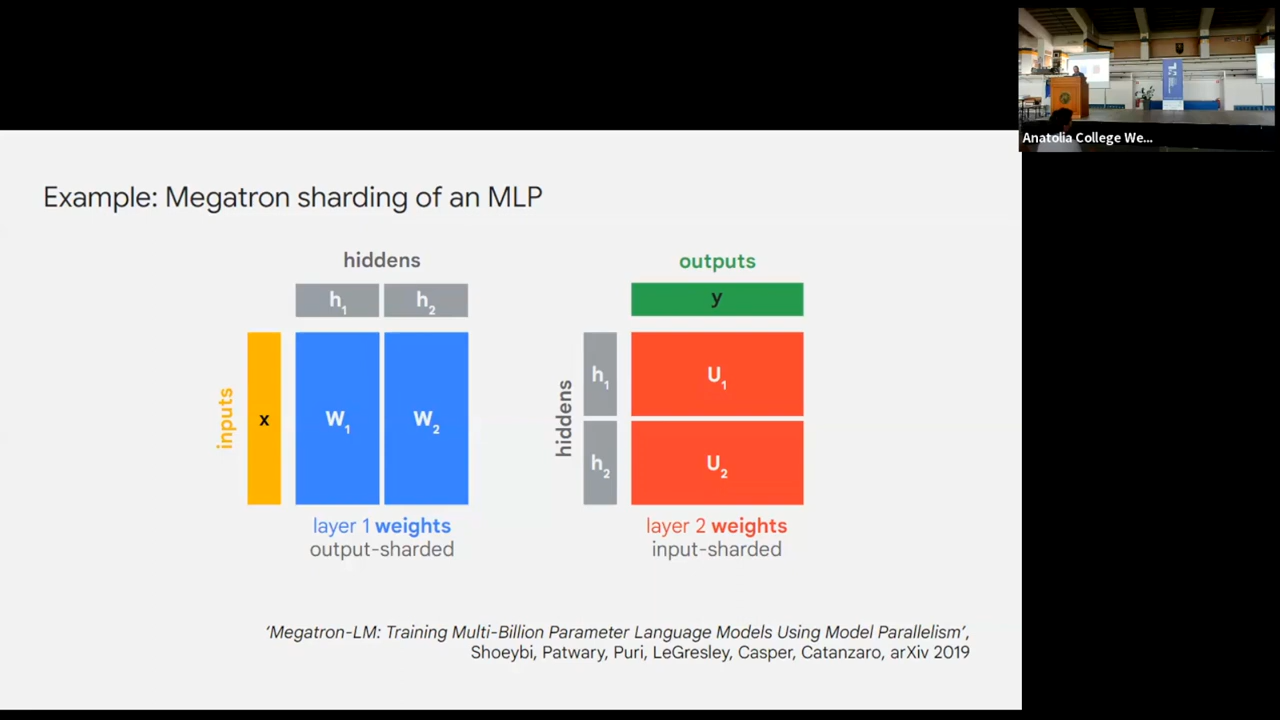 Anatolia College We...
Example: Megatron sharding of an MLP
hiddens
h1 h2
inputs
x
W1 W2
layer 1 weights
output-sharded
outputs
y
hiddens
h1
h2
U1
U2
layer 2 weights
input-sharded
'Megatron-LM: Training Multi-Billion Parameter Language Models Using Model Parallelism',
Shoeybi, Patwary, Puri, LeGresley, Casper, Catanzaro, arXiv 2019